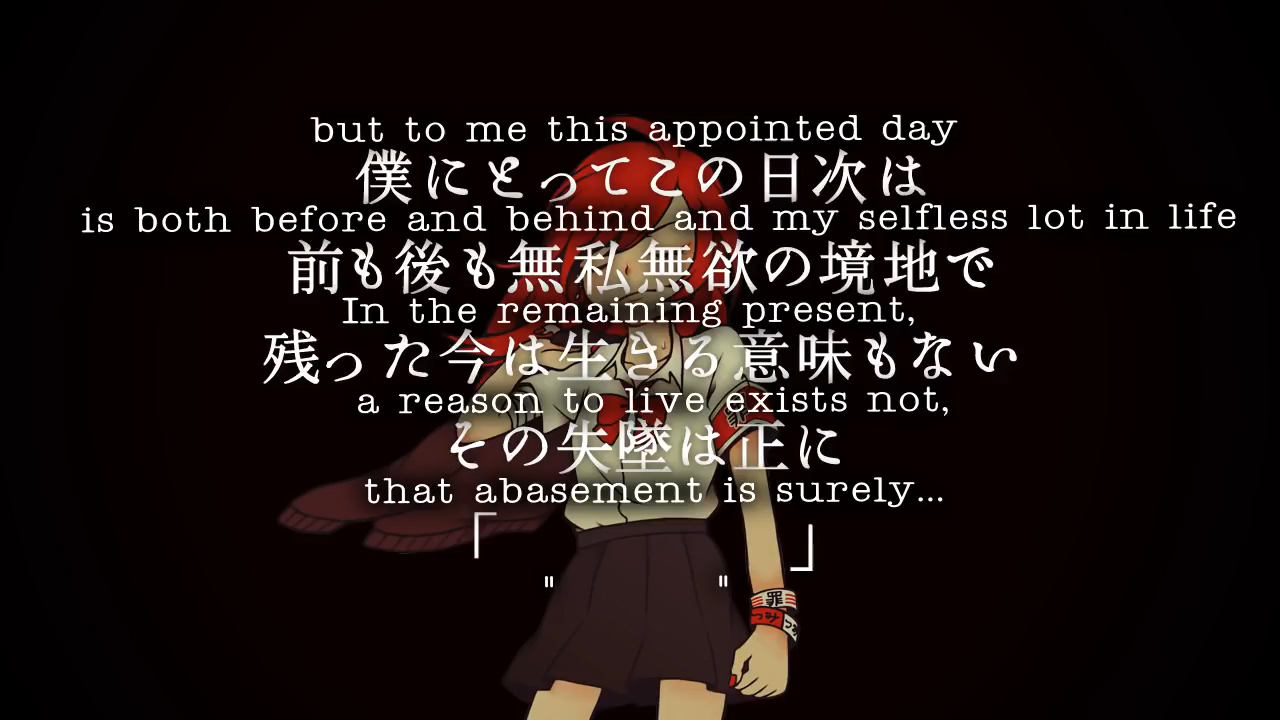 but to me this appointed day
僕にとってこの日次は
is both before and behind and my selfless lot in life
前も後も無私無欲の境地で
In the remaining present,
残った今は生きる意味もない
a reason to live exists not,
その失墜は正に
that abasement is surely...
「 」
" "
罪
つみ